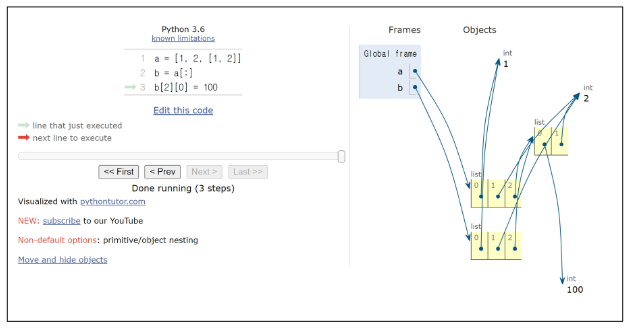 Python 3.6
known limitations
1 a = [1, 2, [1, 2]]
2 b = a[:]
3 b[2][0] = 100
Edit this code
line that just executed
next line to execute
<< First < Prev Next > Last >>
Done running (3 steps)
Visualized with pythontutor.com
NEW: subscribe to our YouTube
Non-default options: primitive/object nesting
Move and hide objects
Frames Objects
Global frame
a
b
int
1
int
2
list
0 1
list
0 1 2
list
0 1 2
int
100